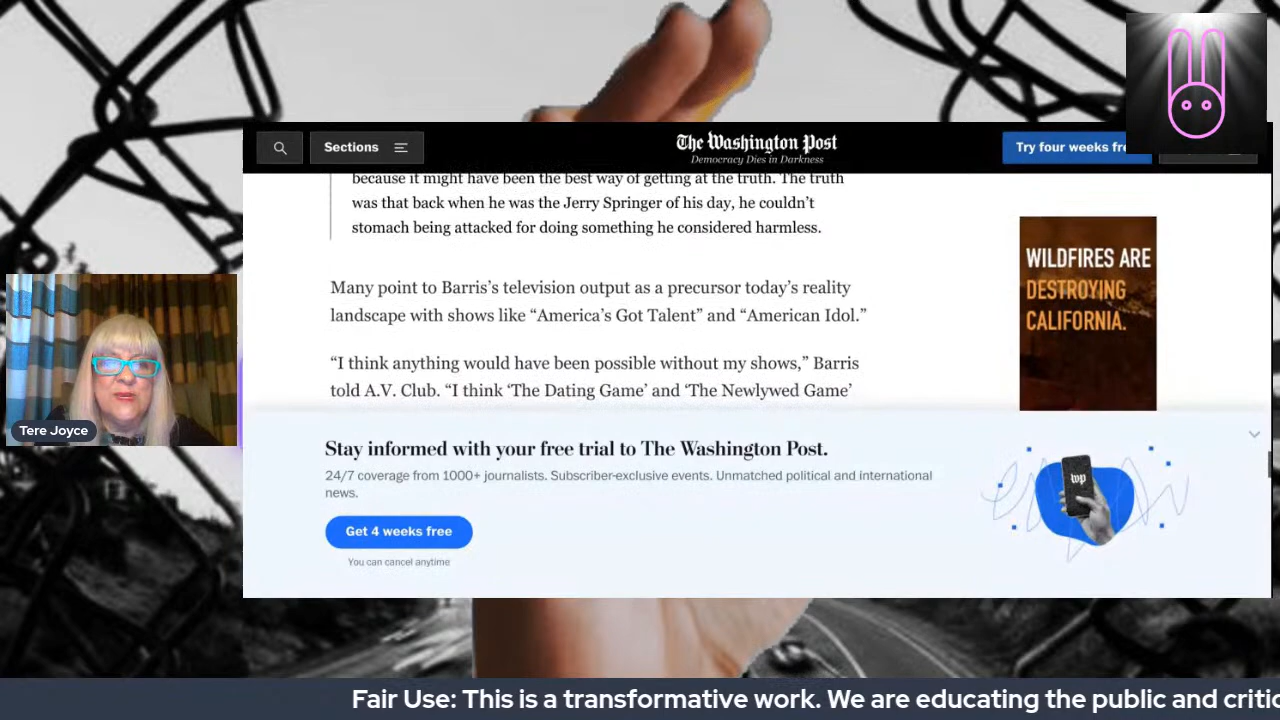 Sections
The Washington Post
Democracy Dies in Darkness
Try four weeks fre
because it might have been the best way of getting at the truth. The truth
was that back when he was the Jerry Springer of his day, he couldn’t
stomach being attacked for doing something he considered harmless.
Many point to Barris’s television output as a precursor today’s reality
landscape with shows like “America’s Got Talent” and “American Idol.”
“I think anything would have been possible without my shows,” Barris
told A.V. Club. “I think ‘The Dating Game’ and ‘The Newlywed Game’
WILDFIRES ARE
DESTROYING
CALIFORNIA.
Tere Joyce
Stay informed with your free trial to The Washington Post.
24/7 coverage from 1000+ journalists. Subscriber-exclusive events. Unmatched political and international
news.
Get 4 weeks free
You can cancel anytime
wp
Fair Use: This is a transformative work. We are educating the public and critic